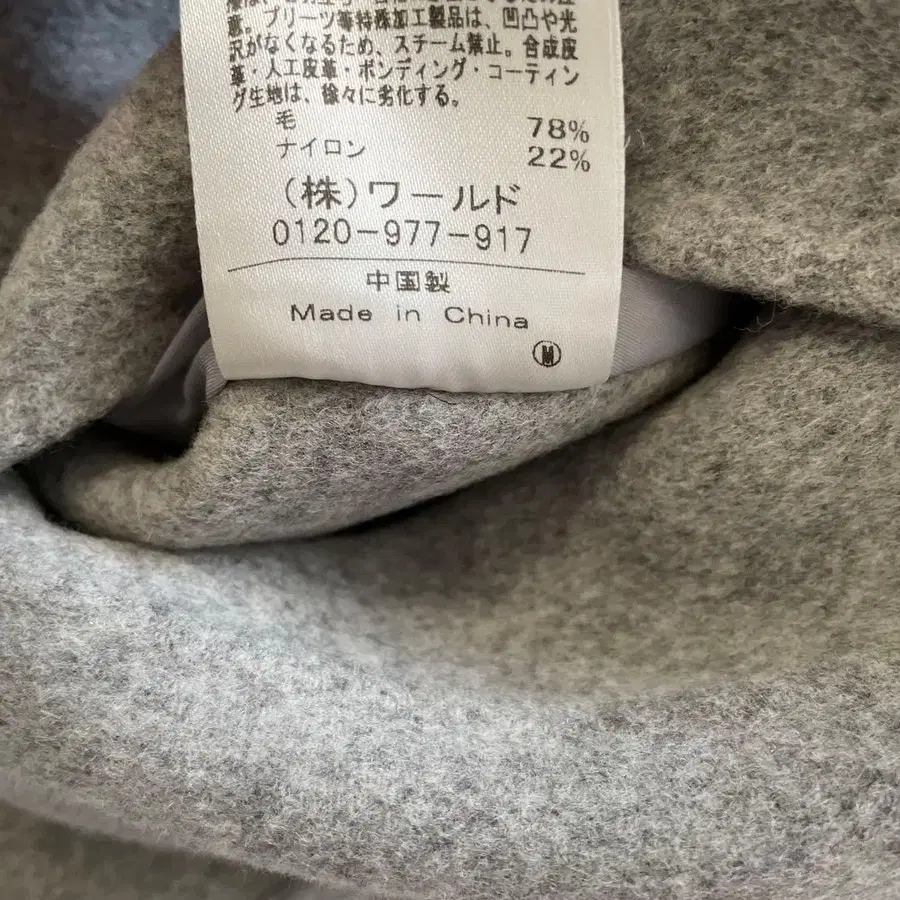 意。プリーツ等特殊加工製品は、凹凸や光
沢がなくなるため、スチーム禁止。合成皮
革・人工皮革・ボンディング・コーティン
グ生地は、徐々に劣化する。
毛 78%
ナイロン 22%
(株)ワールド
0120-977-917
中国製
Made in China
M